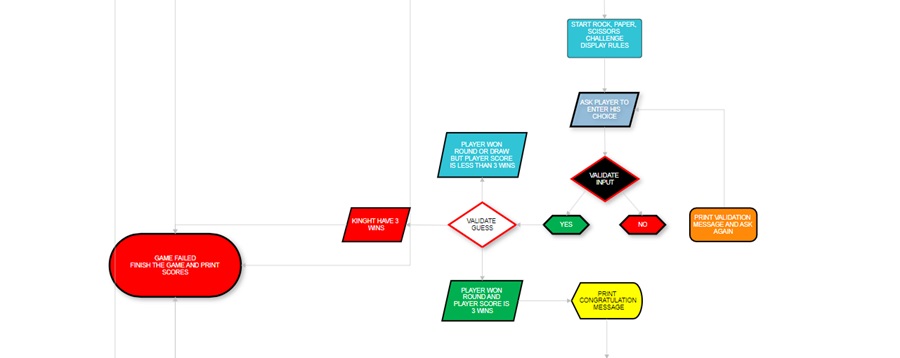 START ROCK, PAPER,
SCISSORS
CHALLENGE
DISPLAY RULES
ASK PLAYER TO
ENTER HIS
CHOICE
PLAYER WON
ROUND OR DRAW
BUT PLAYER SCORE
IS LESS THAN 3 WINS
VALIDATE
INPUT
KINGHT HAVE 3
WINS
VALIDATE
GUESS
YES
NO
PRINT VALIDATION
MESSAGE AND ASK
AGAIN
GAME FAILED
FINISH THE GAME AND PRINT
SCORES
PLAYER WON
ROUND AND
PLAYER SCORE IS
3 WINS
PRINT
CONGRATULATION
MESSAGE